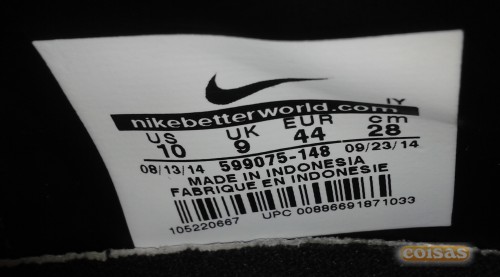 nikebetterworld.com
IY
US UK EUR cm
10 9 44 28
08/13/14 599075-148 09/23/14
MADE IN INDONESIA
FABRIQUE EN INDONESIE
105220667 UPC 00886691871033
coisas